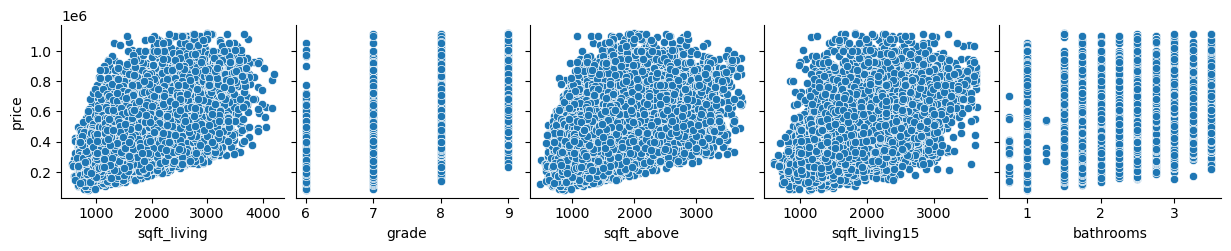 1e6
1.0
0.8
0.6
0.4
0.2
price
1000 2000 3000 4000
sqft_living
6 7 8 9
grade
1000 2000 3000
sqft_above
1000 2000 3000
sqft_living15
1 2 3
bathrooms